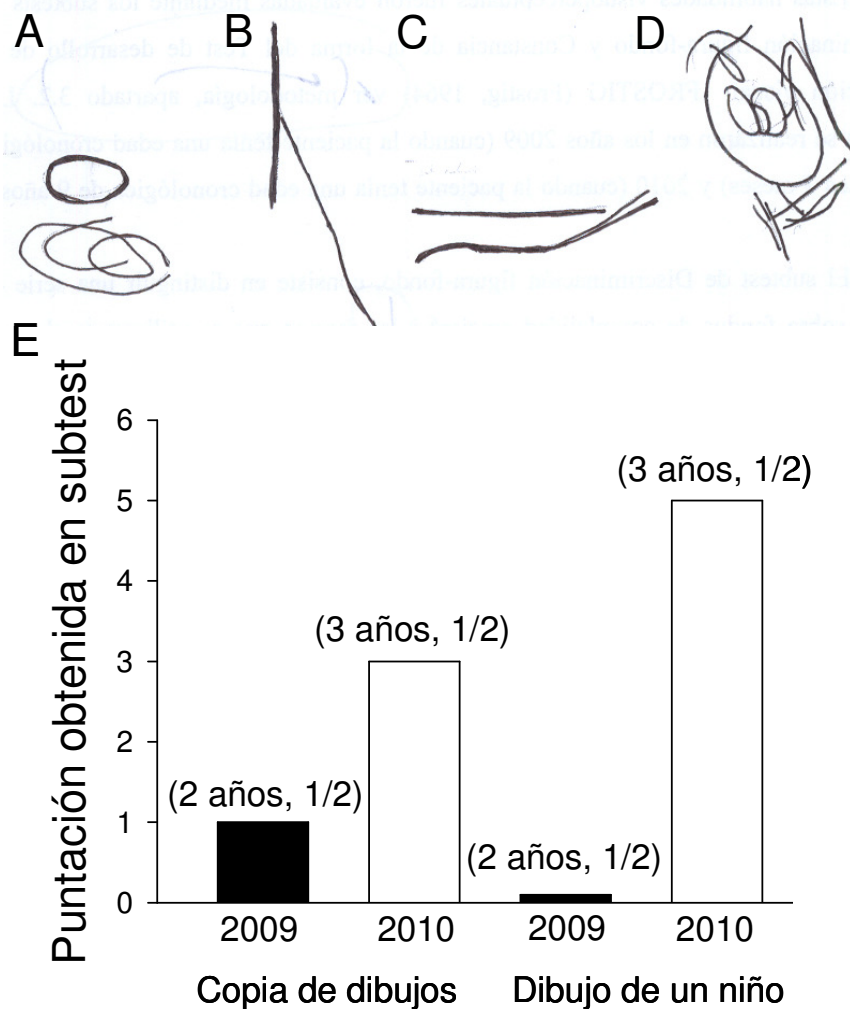 A B C D
E
Puntación obtenida en subtest
6
5
4
3
2
1
0
(3 años, 1/2)
(3 años, 1/2)
(2 años, 1/2)
(2 años, 1/2)
2009 2010 2009 2010
Copia de dibujos Dibujo de un niño